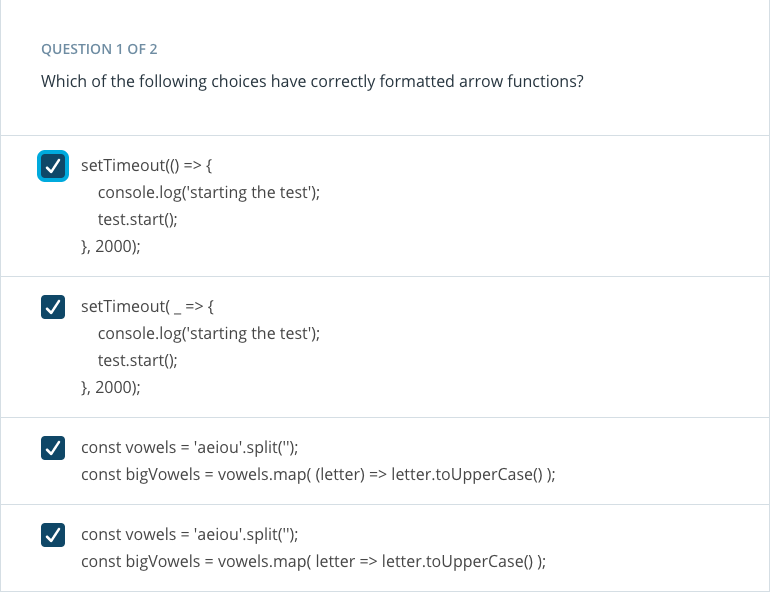 QUESTION 1 OF 2
Which of the following choices have correctly formatted arrow functions?
setTimeout(() => {
console.log('starting the test');
test.start();
}, 2000);
setTimeout( _ => {
console.log('starting the test');
test.start();
}, 2000);
const vowels = 'aeiou'.split('');
const bigVowels = vowels.map( (letter) => letter.toUpperCase() );
const vowels = 'aeiou'.split('');
const bigVowels = vowels.map( letter => letter.toUpperCase() );